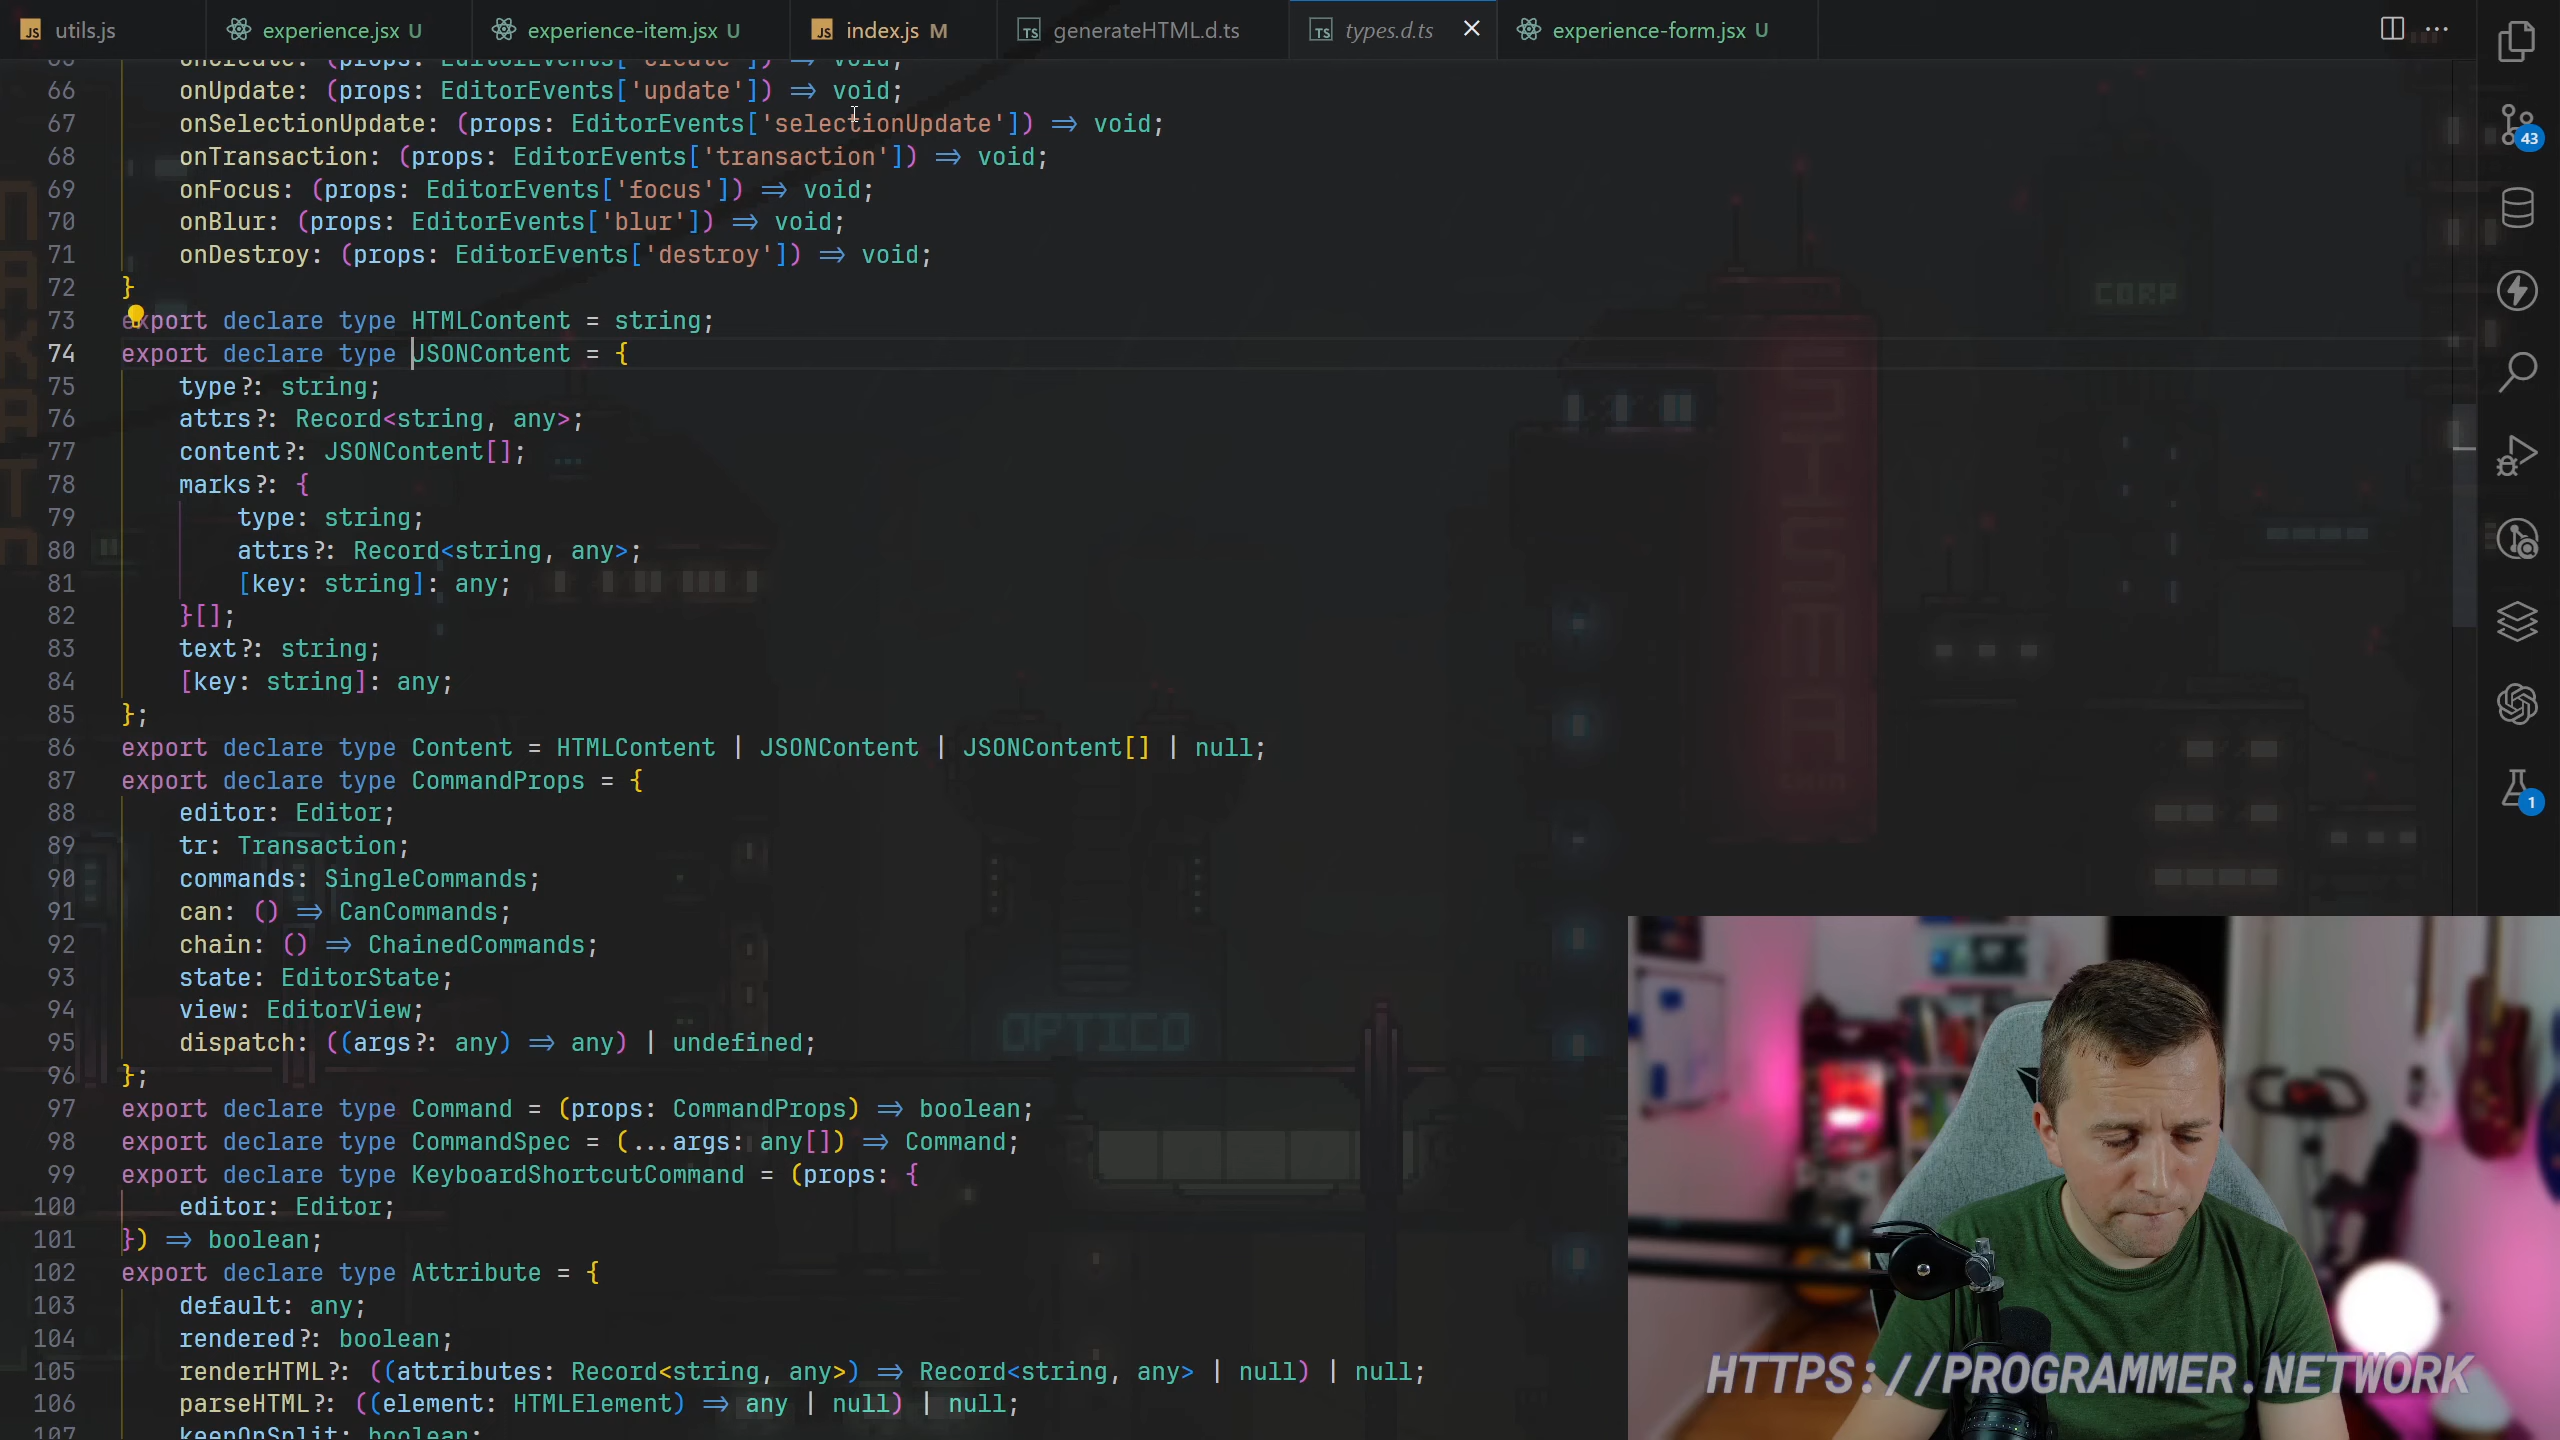 utils.js
experience.jsx U
experience-item.jsx U
index.js M
generateHTML.d.ts
types.d.ts
experience-form.jsx U
66 onUpdate: (props: EditorEvents['update']) => void;
67 onSelectionUpdate: (props: EditorEvents['selectionUpdate']) => void;
68 onTransaction: (props: EditorEvents['transaction']) => void;
69 onFocus: (props: EditorEvents['focus']) => void;
70 onBlur: (props: EditorEvents['blur']) => void;
71 onDestroy: (props: EditorEvents['destroy']) => void;
72 }
73 export declare type HTMLContent = string;
74 export declare type JSONContent = {
75 type?: string;
76 attrs?: Record<string, any>;
77 content?: JSONContent[];
78 marks?: {
79 type: string;
80 attrs?: Record<string, any>;
81 [key: string]: any;
82 }[];
83 text?: string;
84 [key: string]: any;
85 };
86 export declare type Content = HTMLContent | JSONContent | JSONContent[] | null;
87 export declare type CommandProps = {
88 editor: Editor;
89 tr: Transaction;
90 commands: SingleCommands;
91 can: () => CanCommands;
92 chain: () => ChainedCommands;
93 state: EditorState;
94 view: EditorView;
95 dispatch: ((args?: any) => any) | undefined;
96 };
97 export declare type Command = (props: CommandProps) => boolean;
98 export declare type CommandSpec = (...args: any[]) => Command;
99 export declare type KeyboardShortcutCommand = (props: {
100 editor: Editor;
101 }) => boolean;
102 export declare type Attribute = {
103 default: any;
104 rendered?: boolean;
105 renderHTML?: ((attributes: Record<string, any>) => Record<string, any> | null) | null;
106 parseHTML?: ((element: HTMLElement) => any | null) | null;
107 keepOnSplit: boolean;
43
1
CORP
OPTICO
HTTPS://PROGRAMMER.NETWORK